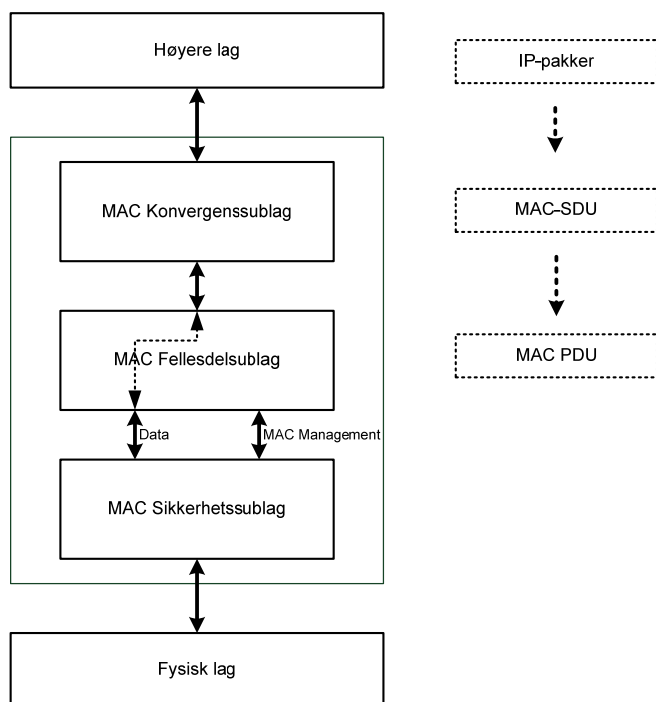 Høyere lag
IP-pakker
MAC Konvergenssublag
MAC-SDU
MAC Fellesdelsublag
MAC PDU
Data
MAC Management
MAC Sikkerhetssublag
Fysisk lag